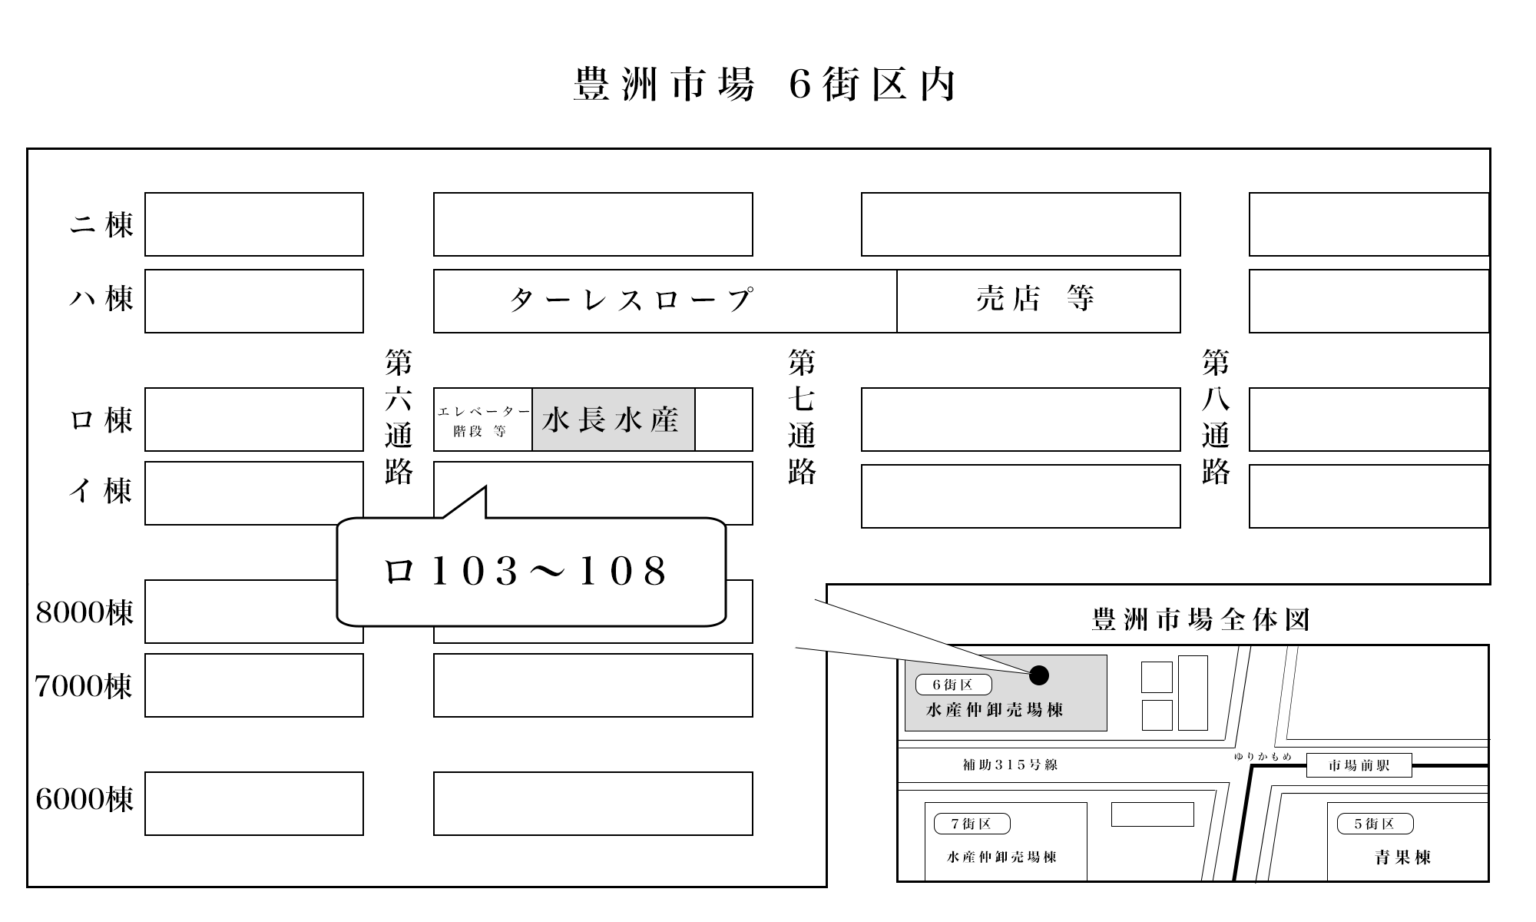 豊洲市場 6街区内
ニ棟
ハ棟
ターレスロープ
売店 等
第六通路
第七通路
第八通路
ロ棟
エレベーター
階段 等
水長水産
イ棟
ロ103〜108
8000棟
7000棟
6000棟
豊洲市場全体図
6街区
水産仲卸売場棟
補助315号線
ゆりかもめ
市場前駅
7街区
水産仲卸売場棟
5街区
青果棟